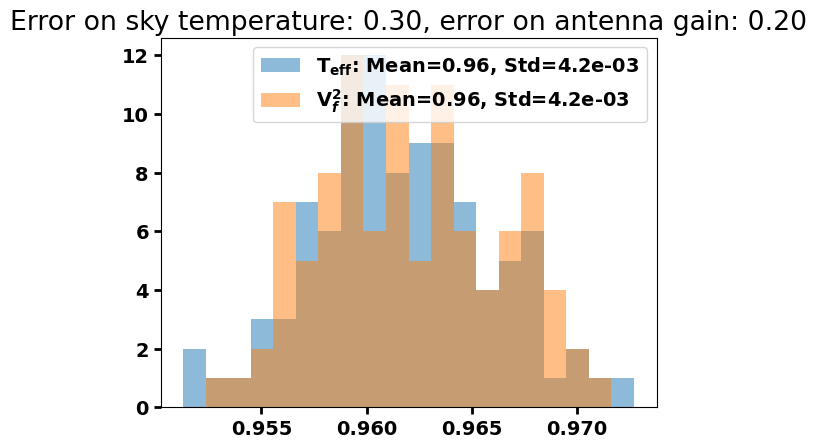 Error on sky temperature: 0.30, error on antenna gain: 0.20
T_eff: Mean=0.96, Std=4.2e-03
V_f^2: Mean=0.96, Std=4.2e-03
12
10
8
6
4
2
0
0.955 0.960 0.965 0.970